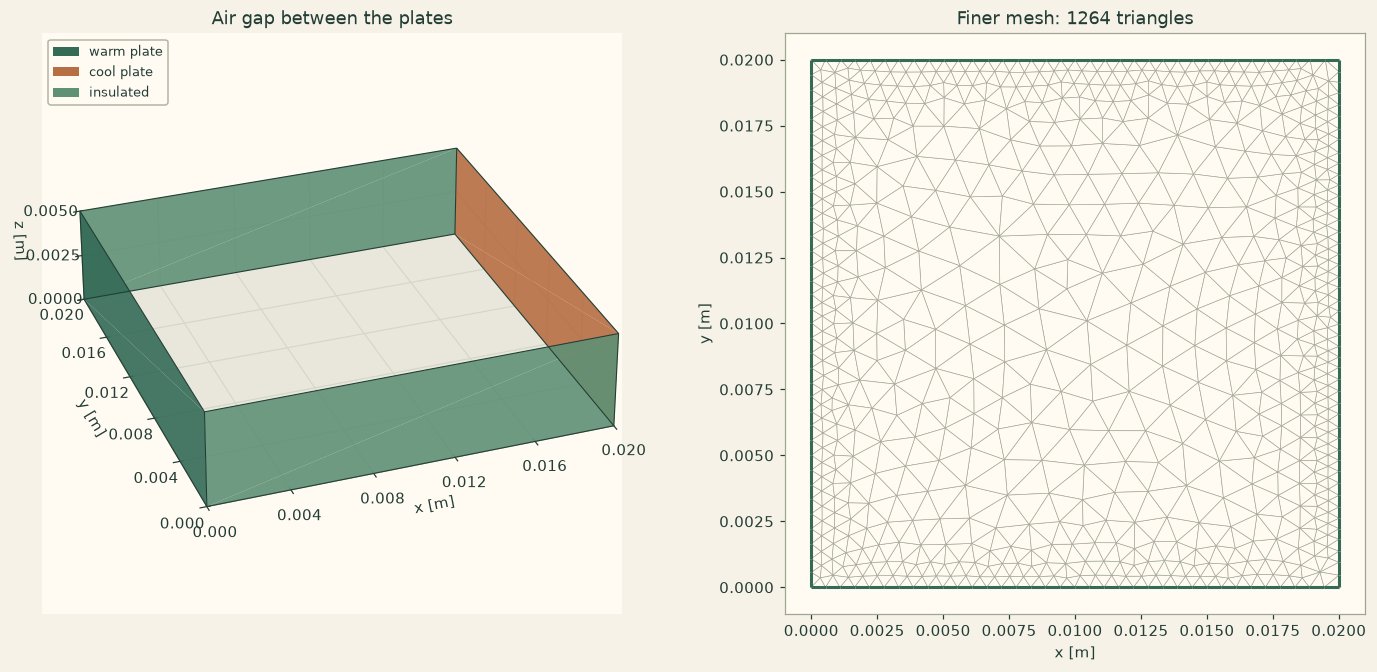 Air gap between the plates
warm plate
cool plate
insulated
0.0050
0.0025
0.0000
z [m]
0.020
0.016
0.012
0.008
0.004
0.000
y [m]
0.000
0.004
0.008
0.012
0.016
0.020
x [m]
Finer mesh: 1264 triangles
0.0200
0.0175
0.0150
0.0125
0.0100
0.0075
0.0050
0.0025
0.0000
y [m]
0.0000 0.0025 0.0050 0.0075 0.0100 0.0125 0.0150 0.0175 0.0200
x [m]